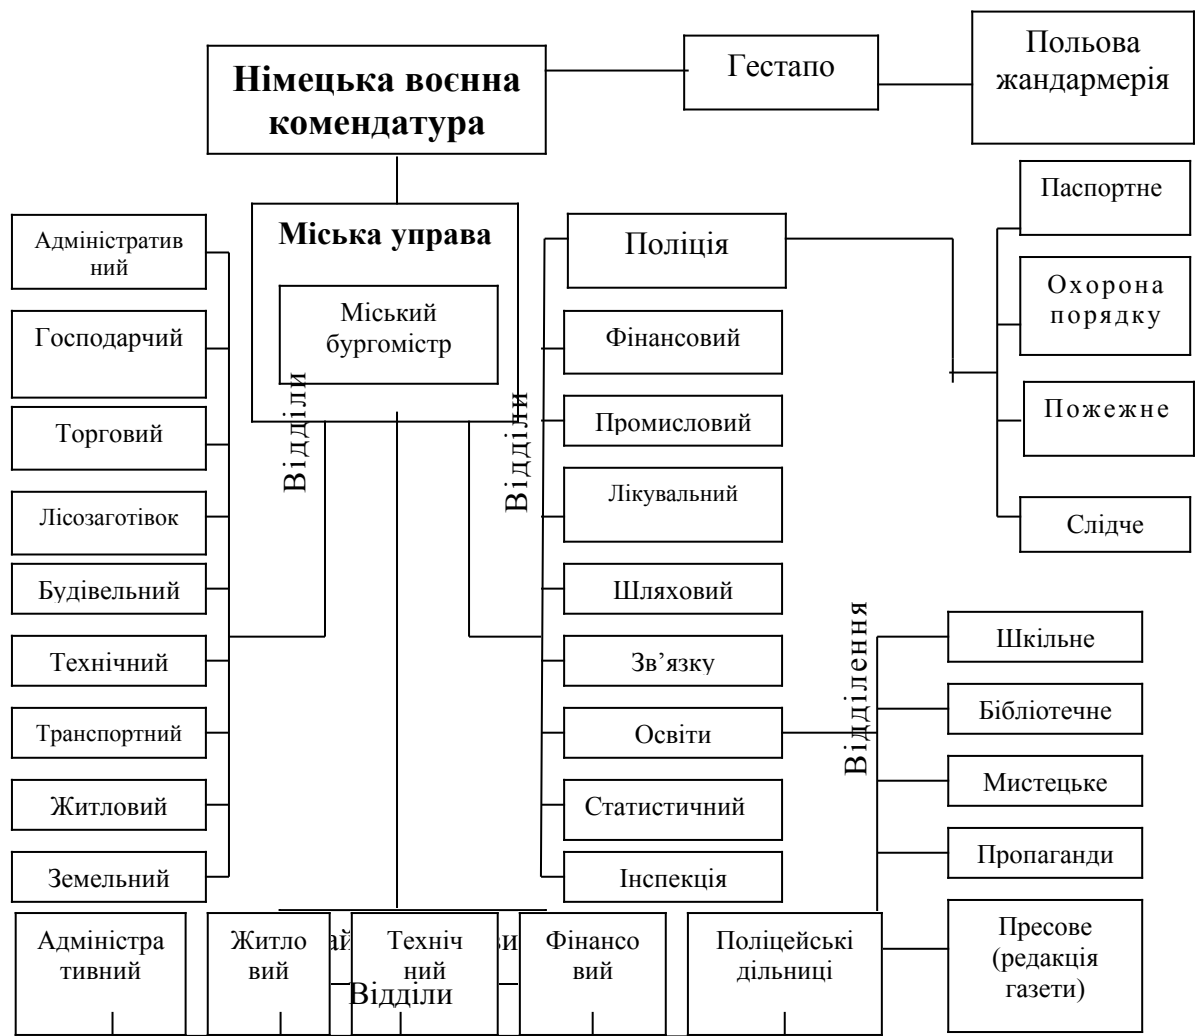 Німецька воєнна
комендатура
Гестапо
Польова
жандармерія
Міська управа
Міський
бургомістр
Відділи
Адміністратив
ний
Господарчий
Торговий
Лісозаготівок
Будівельний
Технічний
Транспортний
Житловий
Земельний
Відділи
Поліція
Фінансовий
Промисловий
Лікувальний
Шляховий
Зв’язку
Освіти
Статистичний
Інспекція
Паспортне
Охорона
порядку
Пожежне
Слідче
Відділення
Шкільне
Бібліотечне
Мистецьке
Пропаганди
Пресове
(редакція
газети)
Відділи
Адміністра
тивний
Житло
вий
Техніч
ний
Фінансо
вий
Поліцейські
дільниці